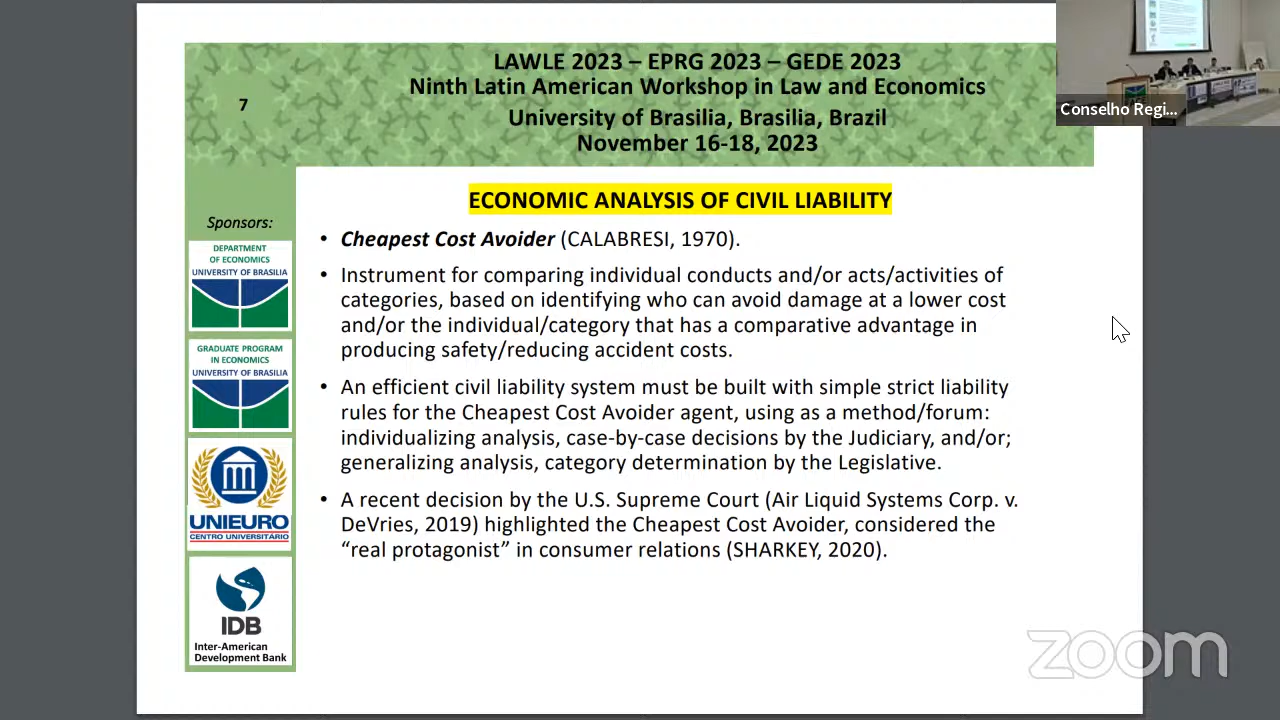 LAWLE 2023 – EPRG 2023 – GEDE 2023
Ninth Latin American Workshop in Law and Economics
University of Brasilia, Brasilia, Brazil
November 16-18, 2023
7
Conselho Regi...
Sponsors:
DEPARTMENT
OF ECONOMICS
UNIVERSITY OF BRASILIA
GRADUATE PROGRAM
IN ECONOMICS
UNIVERSITY OF BRASILIA
UNIEURO
CENTRO UNIVERSITÁRIO
IDB
Inter-American
Development Bank
ECONOMIC ANALYSIS OF CIVIL LIABILITY
• Cheapest Cost Avoider (CALABRESI, 1970).
• Instrument for comparing individual conducts and/or acts/activities of
categories, based on identifying who can avoid damage at a lower cost
and/or the individual/category that has a comparative advantage in
producing safety/reducing accident costs.
• An efficient civil liability system must be built with simple strict liability
rules for the Cheapest Cost Avoider agent, using as a method/forum:
individualizing analysis, case-by-case decisions by the Judiciary, and/or;
generalizing analysis, category determination by the Legislative.
• A recent decision by the U.S. Supreme Court (Air Liquid Systems Corp. v.
DeVries, 2019) highlighted the Cheapest Cost Avoider, considered the
“real protagonist” in consumer relations (SHARKEY, 2020).
zoom